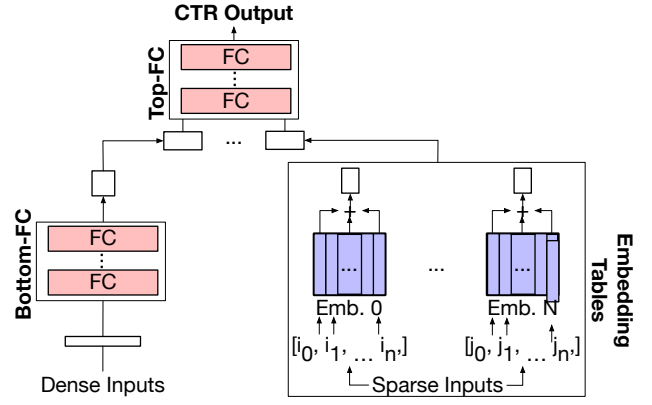 CTR Output
Top-FC
FC
FC
...
Bottom-FC
FC
FC
Dense Inputs
+
+
...
...
...
Emb. 0
Emb. N
[i0, i1, ... in,]
[j0, j1, ... jn,]
Sparse Inputs
Embedding
Tables